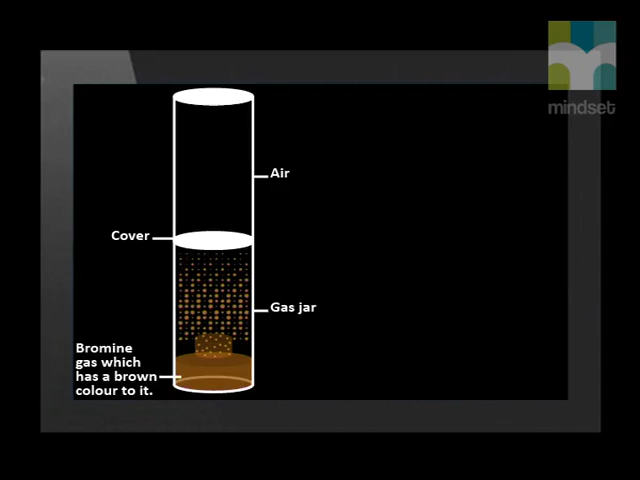 mindset
Air
Cover
Gas jar
Bromine
gas which
has a brown
colour to it.